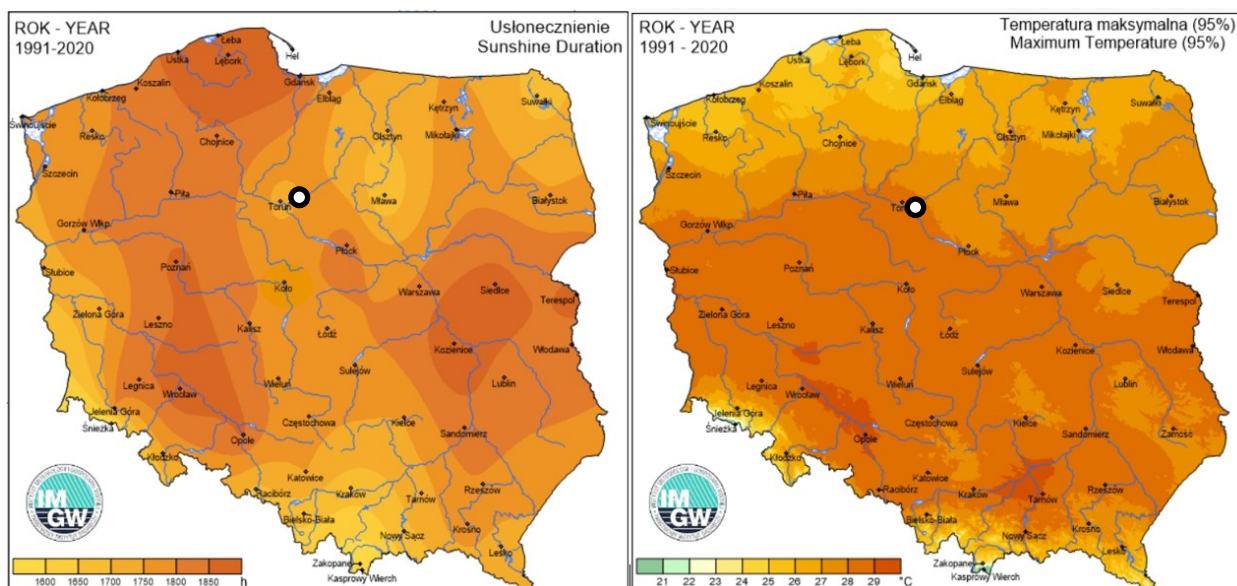 ROK - YEAR
1991-2020
Usłonecznienie
Sunshine Duration
Łeba
Hel
Ustka
Lębork
Gdańsk
Koszalin
Kołobrzeg
Elbląg
Kętrzyn
Suwałki
Świnoujście
Resko
Chojnice
Olsztyn
Mikołajki
Szczecin
Piła
Toruń
Mława
Białystok
Gorzów Wlkp.
Płock
Poznań
Słubice
Koło
Warszawa
Siedlce
Terespol
Zielona Góra
Leszno
Kalisz
Łódź
Kozienice
Włodawa
Sulejów
Legnica
Wieluń
Lublin
Wrocław
Jelenia Góra
Śnieżka
Częstochowa
Kielce
Opole
Sandomierz
Kłodzko
Katowice
Racibórz
Kraków
Tarnów
Rzeszów
Bielsko-Biała
Nowy Sącz
Krosno
Lesko
Zakopane
Kasprowy Wierch
IM
GW
1600 1700 1750 1800 1850 h
ROK - YEAR
1991 - 2020
Temperatura maksymalna (95%)
Maximum Temperature (95%)
Łeba
Hel
Ustka
Lębork
Gdańsk
Koszalin
Kołobrzeg
Elbląg
Kętrzyn
Suwałki
Świnoujście
Resko
Chojnice
Olsztyn
Mikołajki
Szczecin
Piła
Toruń
Mława
Białystok
Gorzów Wlkp.
Płock
Poznań
Słubice
Koło
Warszawa
Siedlce
Terespol
Zielona Góra
Leszno
Kalisz
Łódź
Kozienice
Włodawa
Sulejów
Legnica
Wieluń
Lublin
Wrocław
Jelenia Góra
Śnieżka
Częstochowa
Kielce
Opole
Sandomierz
Zamość
Kłodzko
Katowice
Racibórz
Kraków
Tarnów
Rzeszów
Bielsko-Biała
Nowy Sącz
Krosno
Lesko
Zakopane
Kasprowy Wierch
IM
GW
21 22 23 24 25 26 27 28 29 °C